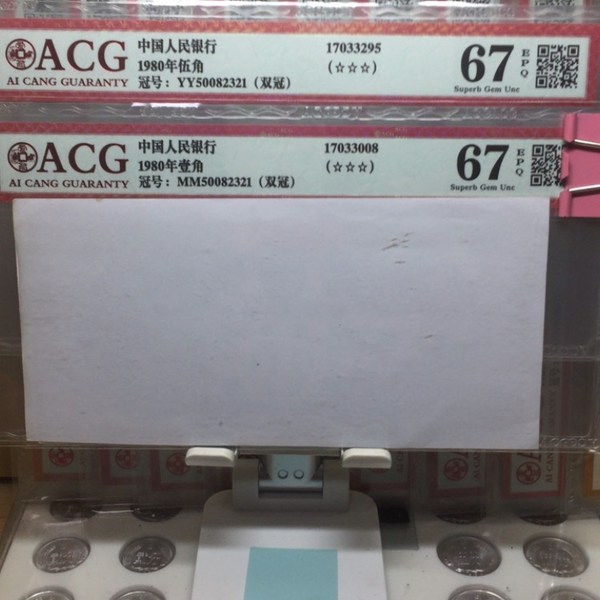 ACG
AI CANG GUARANTY
中国人民银行
1980年伍角
冠号：YY50082321（双冠）
17033295
(☆☆☆)
67
EPQ
Superb Gem Unc
ACG
AI CANG GUARANTY
中国人民银行
1980年壹角
冠号：MM50082321（双冠）
17033008
(☆☆☆)
67
EPQ
Superb Gem Unc